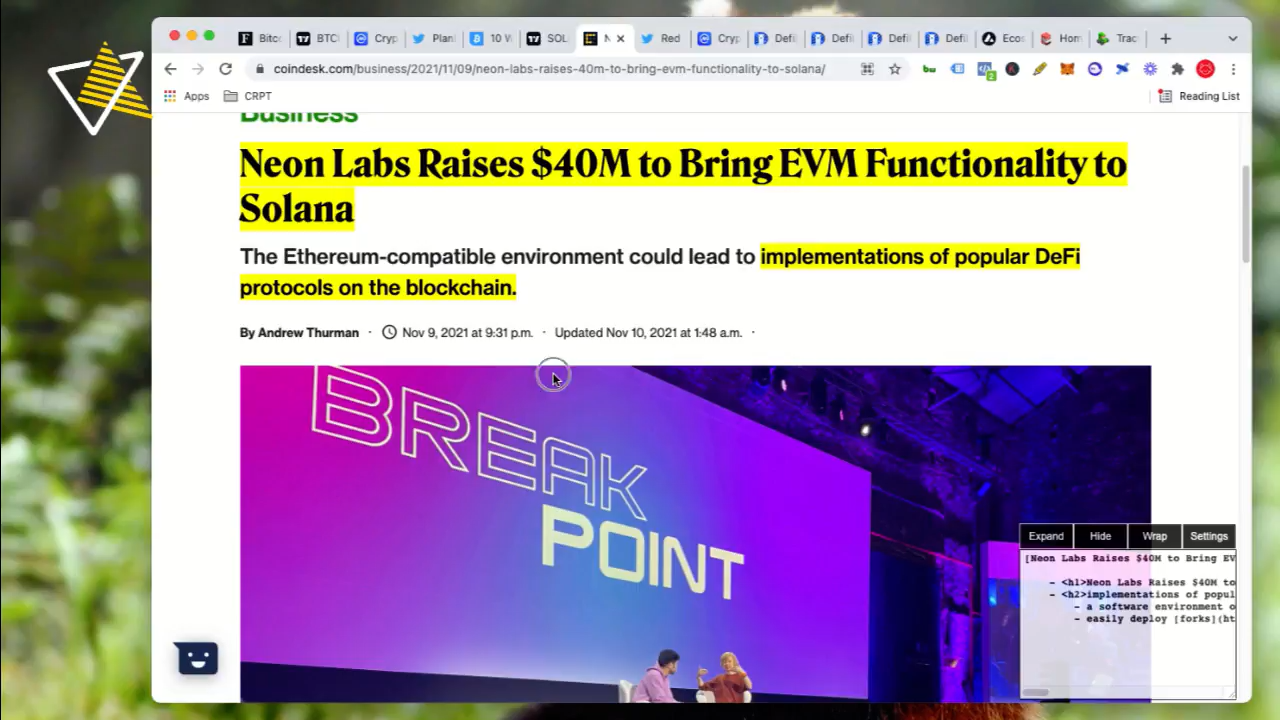 Bitco
BTC
Cryp
Plan
10 W
SOL
N
Red
Cryp
Defi
Defi
Defi
Defi
Ecos
Hom
Trac
coindesk.com/business/2021/11/09/neon-labs-raises-40m-to-bring-evm-functionality-to-solana/
Apps
CRPT
Reading List
Business
Neon Labs Raises $40M to Bring EVM Functionality to
Solana
The Ethereum-compatible environment could lead to implementations of popular DeFi
protocols on the blockchain.
By Andrew Thurman · Nov 9, 2021 at 9:31 p.m. · Updated Nov 10, 2021 at 1:48 a.m. ·
BREAK
POINT
Expand Hide Wrap Settings
[Neon Labs Raises $40M to Bring EV
- <h1>Neon Labs Raises $40M to
- <h2>implementations of popul
- a software environment o
- easily deploy [forks](ht